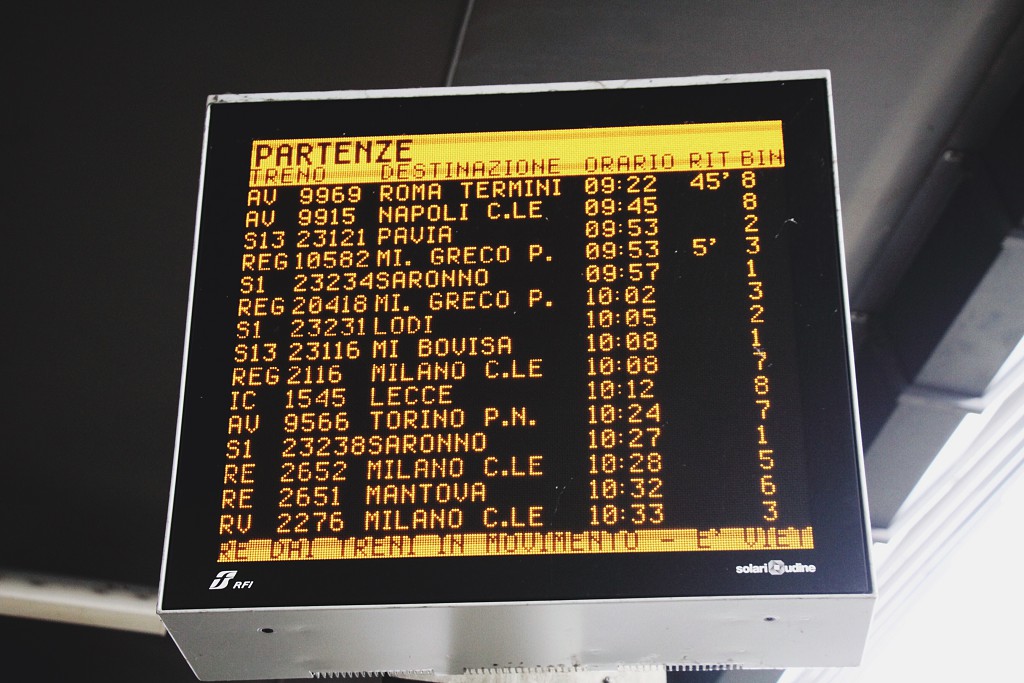 PARTENZE
TRENO DESTINAZIONE ORARIO RIT BIN
AV 9969 ROMA TERMINI 09:22 45' 8
AV 9915 NAPOLI C.LE 09:45 8
S13 23121 PAVIA 09:53 2
REG 10582 MI. GRECO P. 09:53 5' 3
S1 23234 SARONNO 09:57 1
REG 20418 MI. GRECO P. 10:02 3
S1 23231 LODI 10:05 2
S13 23116 MI BOVISA 10:08 1
REG 2116 MILANO C.LE 10:08 7
IC 1545 LECCE 10:12 8
AV 9566 TORINO P.N. 10:24 7
S1 23238 SARONNO 10:27 1
RE 2652 MILANO C.LE 10:28 5
RE 2651 MANTOVA 10:32 6
RV 2276 MILANO C.LE 10:33 3
RE DAI TRENI IN MOVIMENTO - E' VIET
RFI
solari udine